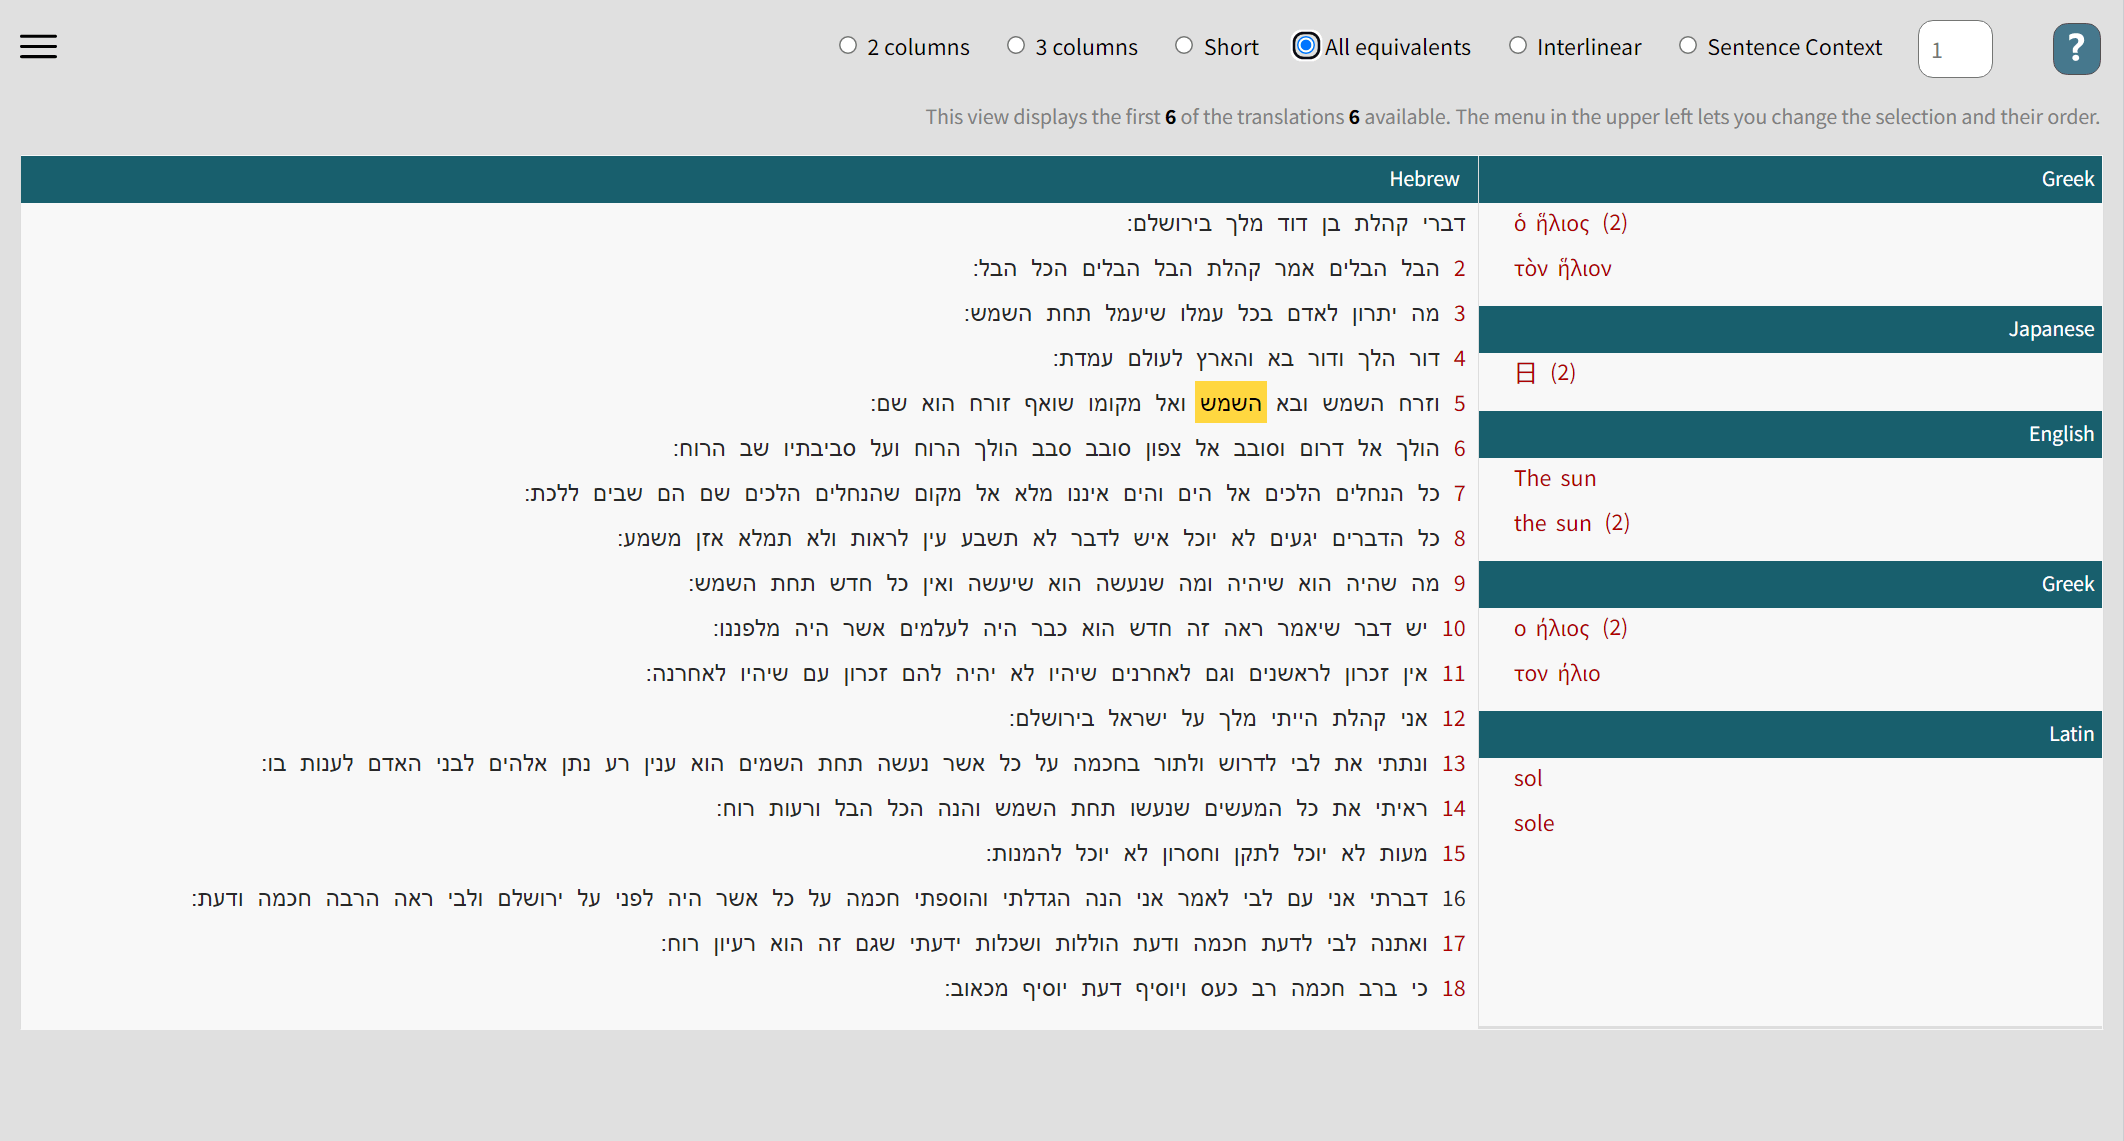 2 columns 3 columns Short All equivalents Interlinear Sentence Context 1 ?
This view displays the first 6 of the translations 6 available. The menu in the upper left lets you change the selection and their order.
Hebrew
דברי קהלת בן דוד מלך בירושלם:
2 הבל הבלים אמר קהלת הבל הבלים הכל הבל:
3 מה יתרון לאדם בכל עמלו שיעמל תחת השמש:
4 דור הלך ודור בא והארץ לעולם עמדת:
5 וזרח השמש ובא השמש ואל מקומו שואף זורח הוא שם:
6 הולך אל דרום וסובב אל צפון סובב סבב הולך הרוח ועל סביבתיו שב הרוח:
7 כל הנחלים הלכים אל הים והים איננו מלא אל מקום שהנחלים הלכים שם הם שבים ללכת:
8 כל הדברים יגעים לא יוכל איש לדבר לא תשבע עין לראות ולא תמלא אזן משמע:
9 מה שהיה הוא שיהיה ומה שנעשה הוא שיעשה ואין כל חדש תחת השמש:
10 יש דבר שיאמר ראה זה חדש הוא כבר היה לעלמים אשר היה מלפננו:
11 אין זכרון לראשנים וגם לאחרנים שיהיו לא יהיה להם זכרון עם שיהיו לאחרנה:
12 אני קהלת הייתי מלך על ישראל בירושלם:
13 ונתתי את לבי לדרוש ולתור בחכמה על כל אשר נעשה תחת השמים הוא ענין רע נתן אלהים לבני האדם לענות בו:
14 ראיתי את כל המעשים שנעשו תחת השמש והנה הכל הבל ורעות רוח:
15 מעות לא יוכל לתקן וחסרון לא יוכל להמנות:
16 דברתי אני עם לבי לאמר אני הנה הגדלתי והוספתי חכמה על כל אשר היה לפני על ירושלם ולבי ראה הרבה חכמה ודעת:
17 ואתנה לבי לדעת חכמה ודעת הוללות ושכלות ידעתי שגם זה הוא רעיון רוח:
18 כי ברב חכמה רב כעס ויוסיף דעת יוסיף מכאוב:
Greek
ὁ ἥλιος (2)
τὸν ἥλιον
Japanese
日 (2)
English
The sun
the sun (2)
Greek
ο ήλιος (2)
τον ήλιο
Latin
sol
sole